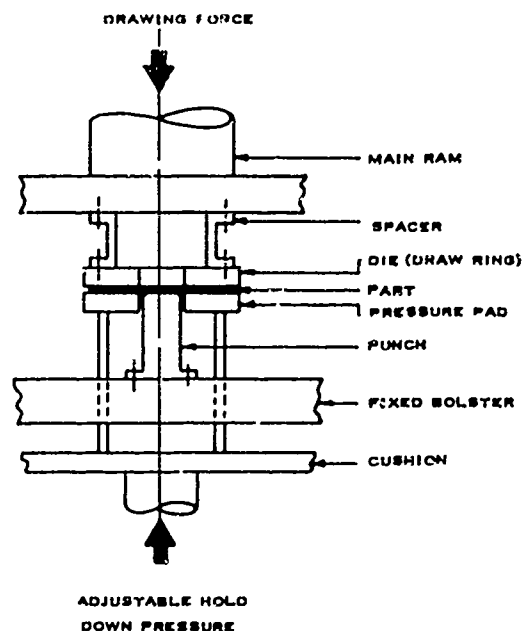 DRAWING FORCE
MAIN RAM
SPACER
DIE (DRAW RING)
PART
PRESSURE PAD
PUNCH
FIXED BOLSTER
CUSHION
ADJUSTABLE HOLD
DOWN PRESSURE